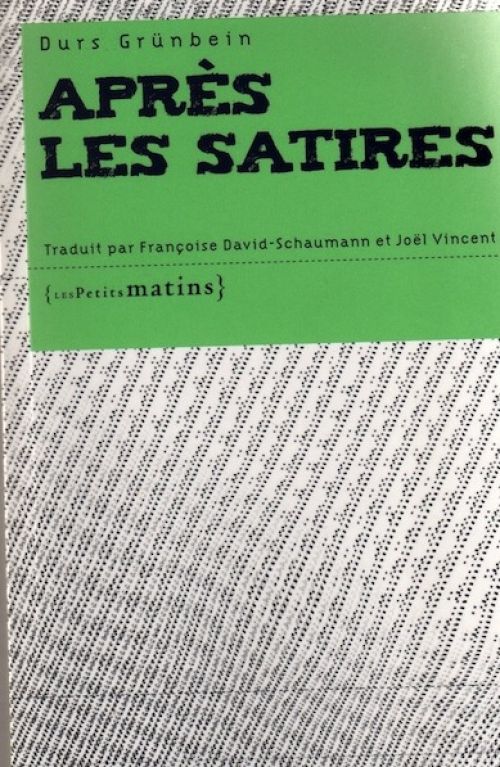 Durs Grünbein
APRÈS
LES SATIRES
Traduit par Françoise David-Schaumann et Joël Vincent
{LES Petits matins}